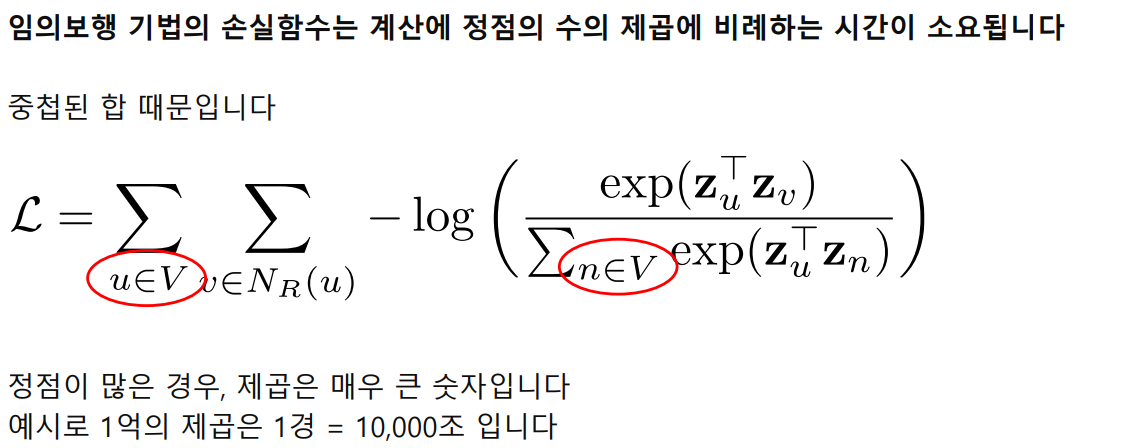 임의보행 기법의 손실함수는 계산에 정점의 수의 제곱에 비례하는 시간이 소요됩니다
중첩된 합 때문입니다
$\mathcal{L} = \sum_{u \in V} \sum_{v \in N_R(u)} - \log \left( \frac{\exp(\mathbf{z}_u^\top \mathbf{z}_v)}{\sum_{n \in V} \exp(\mathbf{z}_u^\top \mathbf{z}_n)} \right)$
정점이 많은 경우, 제곱은 매우 큰 숫자입니다
예시로 1억의 제곱은 1경 = 10,000조 입니다